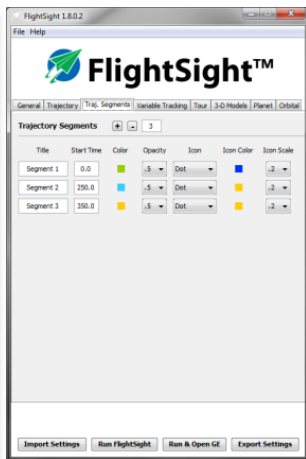 FlightSight 1.8.0.2
File Help
FlightSight™
General Trajectory Traj. Segments Variable Tracking Tour 3-D Models Planet Orbital
Trajectory Segments + - 3
Title Start Time Color Opacity Icon Icon Color Icon Scale
Segment 1 0.0 .5 Dot .2
Segment 2 250.0 .5 Dot .2
Segment 3 350.0 .5 Dot .2
Import Settings Run FlightSight Run & Open GE Export Settings